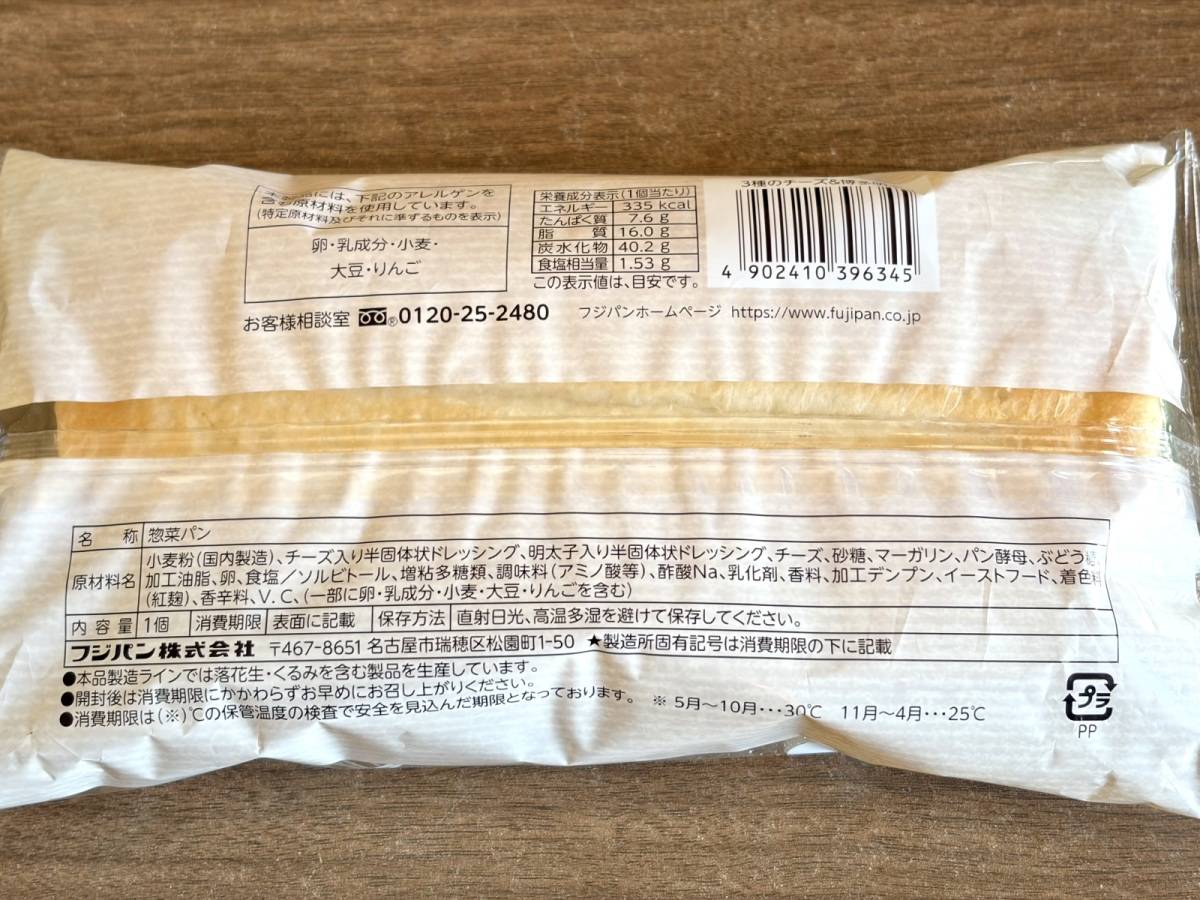 含む原材料を使用しています。
(特定原材料及びそれに準ずるものを表示)
卵・乳成分・小麦・
大豆・りんご
栄養成分表示(1個当たり)
エネルギー 335 kcal
たんぱく質 7.6 g
脂質 16.0 g
炭水化物 40.2 g
食塩相当量 1.53 g
この表示値は、目安です。
3種のチーズ&
4 902410 396345
お客様相談室 ® 0120-25-2480
フジパンホームページ https://www.fujipan.co.jp
名称 惣菜パン
原材料名 小麦粉(国内製造)、チーズ入り半固体状ドレッシング、明太子入り半固体状ドレッシング、チーズ、砂糖、マーガリン、パン酵母、ぶどう糖、
加工油脂、卵、食塩/ソルビトール、増粘多糖類、調味料(アミノ酸等)、酢酸Na、乳化剤、香料、加工デンプン、イーストフード、着色料
(紅麹)、香辛料、V.C、(一部に卵・乳成分・小麦・大豆・りんごを含む)
内容量 1個 消費期限 表面に記載 保存方法 直射日光、高温多湿を避けて保存してください。
フジパン株式会社 〒467-8651 名古屋市瑞穂区松園町1-50 ★製造所固有記号は消費期限の下に記載
●本品製造ラインでは落花生・くるみを含む製品を生産しています。
●開封後は消費期限にかかわらずお早めにお召し上がりください。
●消費期限は(※)℃の保管温度の検査で安全を見込んだ期限となっております。 ※ 5月〜10月・・・30℃ 11月〜4月・・・25℃
プラ
PP